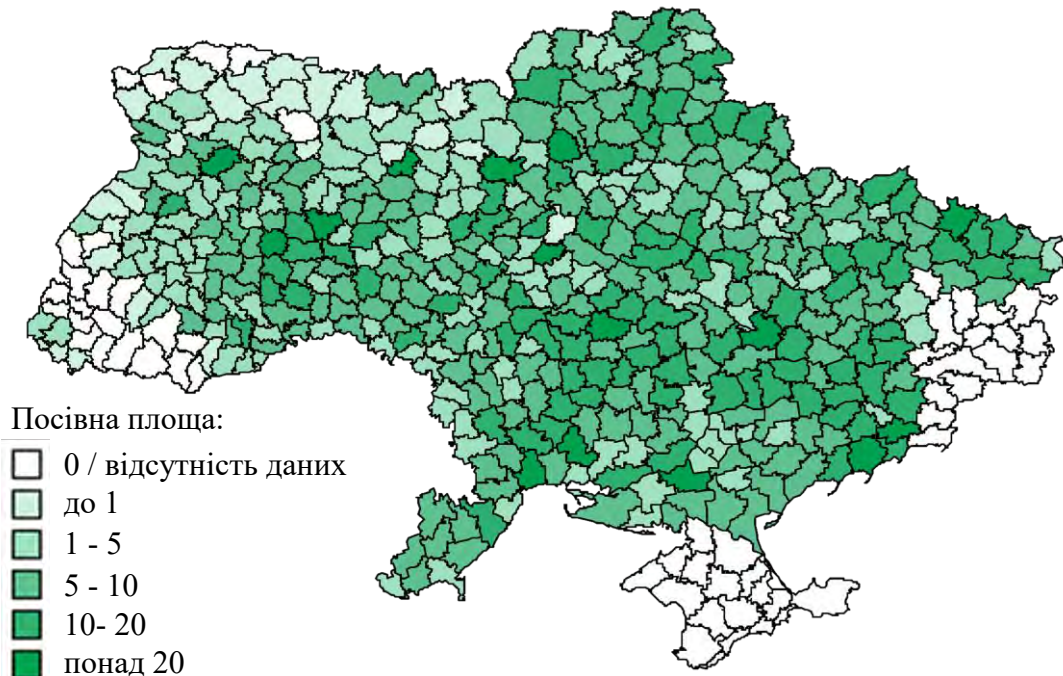 Посівна площа:
0 / відсутність даних
до 1
1 - 5
5 - 10
10- 20
понад 20